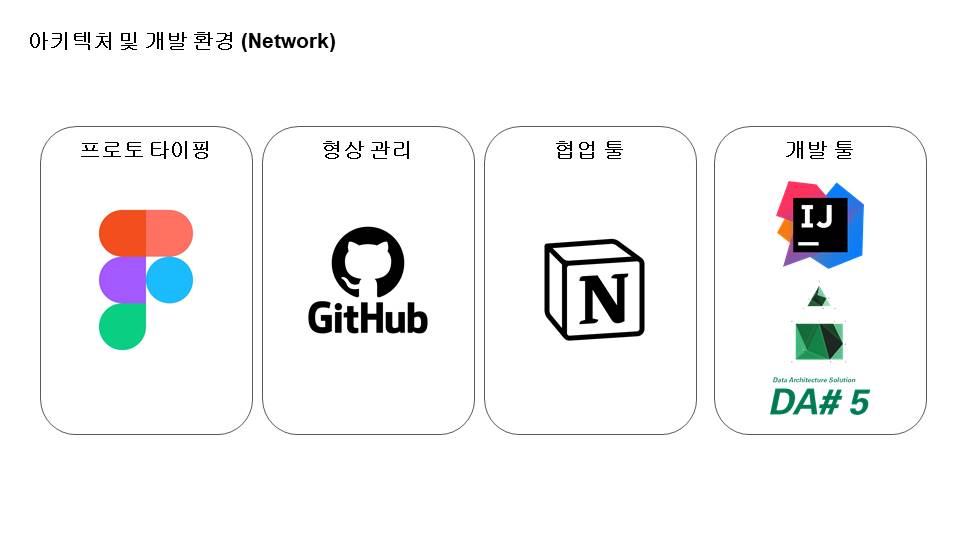 아키텍처 및 개발 환경 (Network)
프로토 타이핑
형상 관리
GitHub
협업 툴
N
개발 툴
IJ
Data Architecture Solution
DA# 5